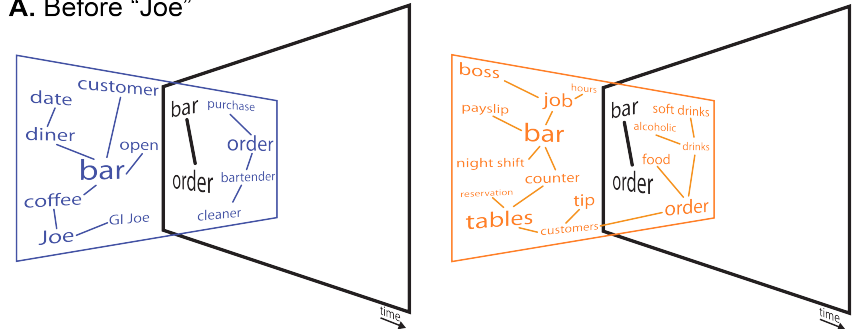 A. Before “Joe”
customer
date
diner
open
bar
coffee
Joe
GI Joe
bar
order
purchase
order
bartender
cleaner
time
boss
hours
job
payslip
bar
night shift
counter
reservation
tip
tables
customers
bar
order
soft drinks
alcoholic
drinks
food
order
time